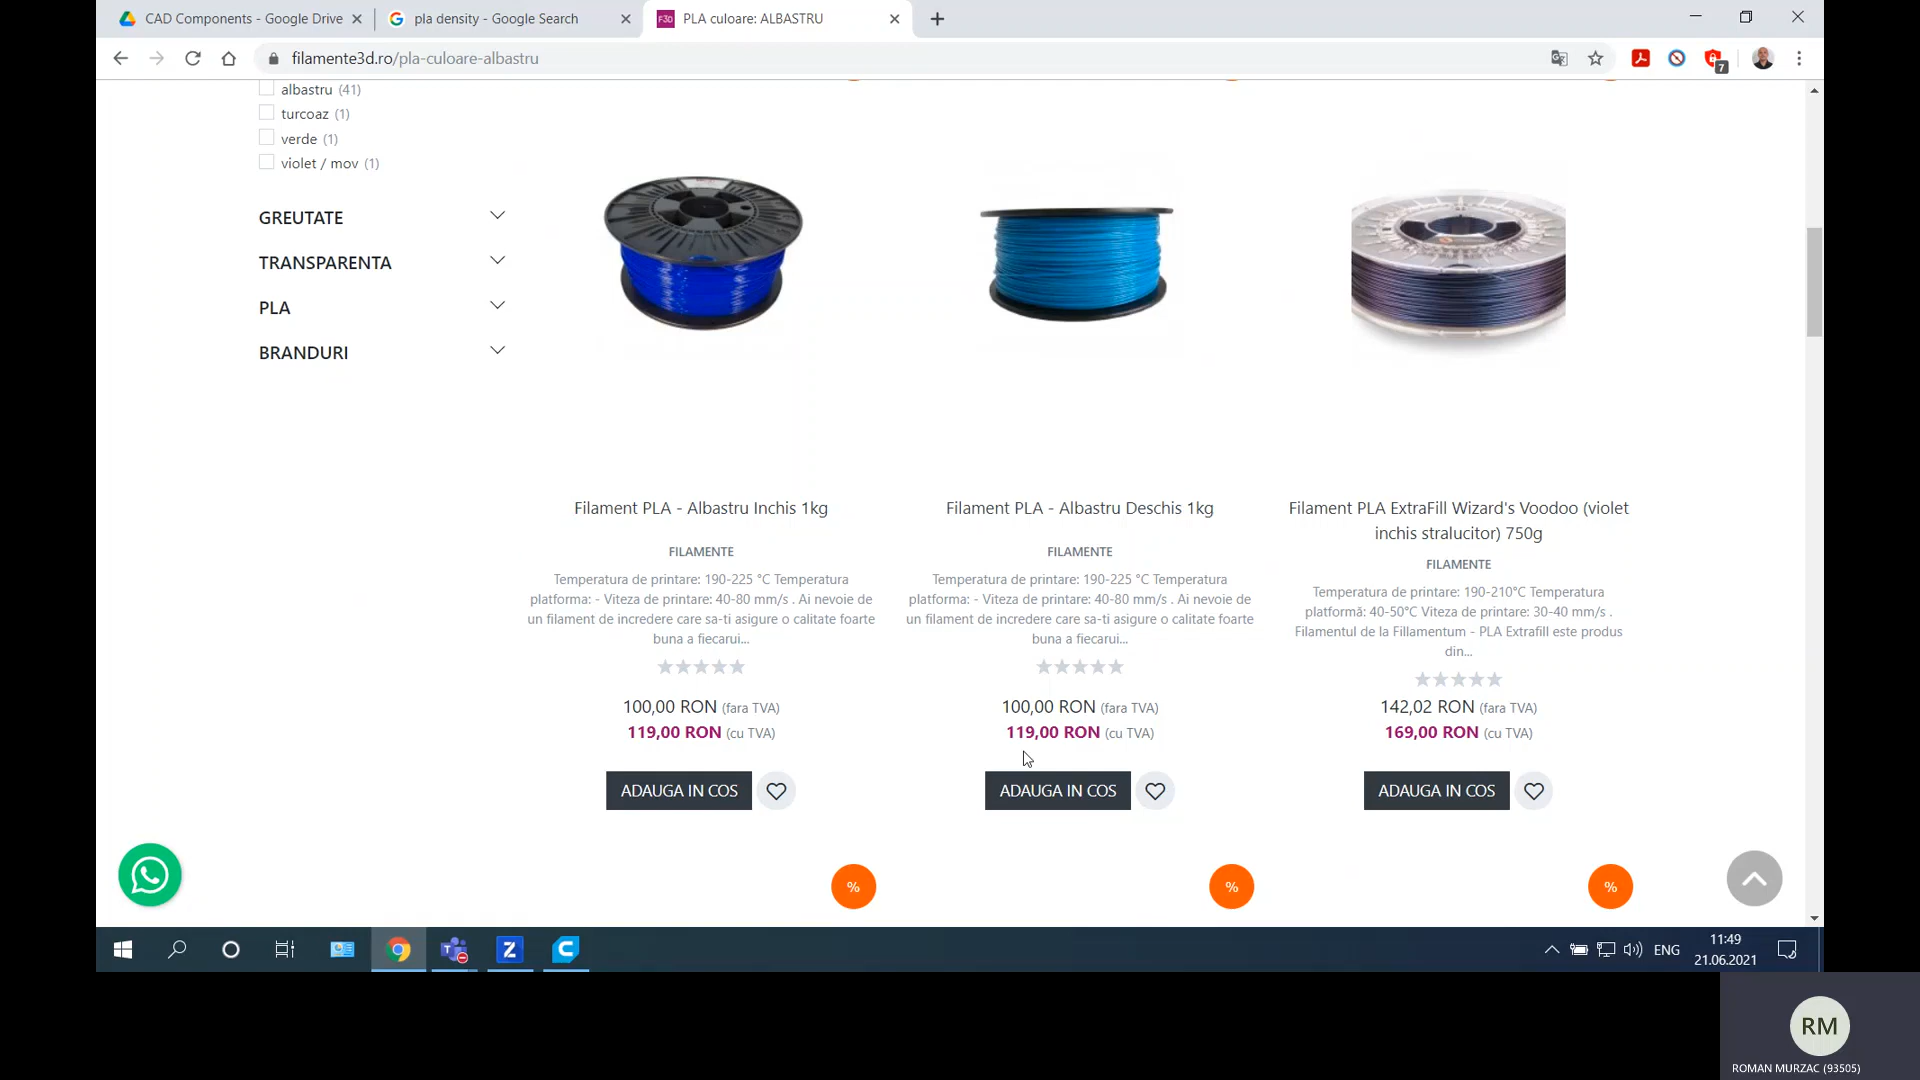 CAD Components - Google Drive
pla density - Google Search
F3D PLA culoare: ALBASTRU
filamente3d.ro/pla-culoare-albastru
7
albastru (41)
turcoaz (1)
verde (1)
violet / mov (1)
GREUTATE
TRANSPARENTA
PLA
BRANDURI
Filament PLA - Albastru Inchis 1kg
FILAMENTE
Temperatura de printare: 190-225 °C Temperatura
platforma: - Viteza de printare: 40-80 mm/s . Ai nevoie de
un filament de incredere care sa-ti asigure o calitate foarte
buna a fiecarui...
100,00 RON (fara TVA)
119,00 RON (cu TVA)
ADAUGA IN COS
Filament PLA - Albastru Deschis 1kg
FILAMENTE
Temperatura de printare: 190-225 °C Temperatura
platforma: - Viteza de printare: 40-80 mm/s . Ai nevoie de
un filament de incredere care sa-ti asigure o calitate foarte
buna a fiecarui...
100,00 RON (fara TVA)
119,00 RON (cu TVA)
ADAUGA IN COS
Filament PLA ExtraFill Wizard's Voodoo (violet
inchis stralucitor) 750g
FILAMENTE
Temperatura de printare: 190-210°C Temperatura
platformă: 40-50°C Viteza de printare: 30-40 mm/s .
Filamentul de la Fillamentum - PLA Extrafill este produs
din...
142,02 RON (fara TVA)
169,00 RON (cu TVA)
ADAUGA IN COS
%
%
%
Z
ENG
11:49
21.06.2021
RM
ROMAN MURZAC (93505)